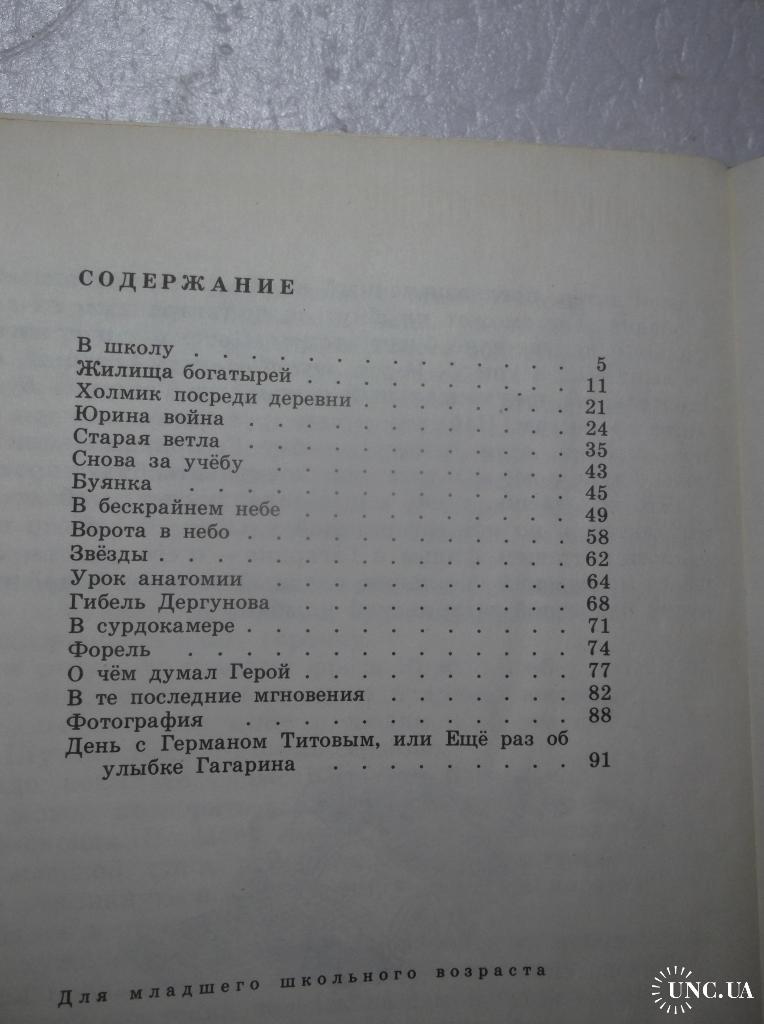 СОДЕРЖАНИЕ
В школу . . . . . . . . . . . . . . 5
Жилища богатырей . . . . . . . . . 11
Холмик посреди деревни . . . . . . . 21
Юрина война . . . . . . . . . . . . 24
Старая ветла . . . . . . . . . . . . 35
Снова за учёбу . . . . . . . . . . . 43
Буянка . . . . . . . . . . . . . . 45
В бескрайнем небе . . . . . . . . . 49
Ворота в небо . . . . . . . . . . . . 58
Звёзды . . . . . . . . . . . . . . . 62
Урок анатомии . . . . . . . . . . . 64
Гибель Дергунова . . . . . . . . . . 68
В сурдокамере . . . . . . . . . . . . 71
Форель . . . . . . . . . . . . . . 74
О чём думал Герой . . . . . . . . . 77
В те последние мгновения . . . . . . 82
Фотография . . . . . . . . . . . . 88
День с Германом Титовым, или Ещё раз об
улыбке Гагарина . . . . . . . . 91
Для младшего школьного возраста
UNC.UA